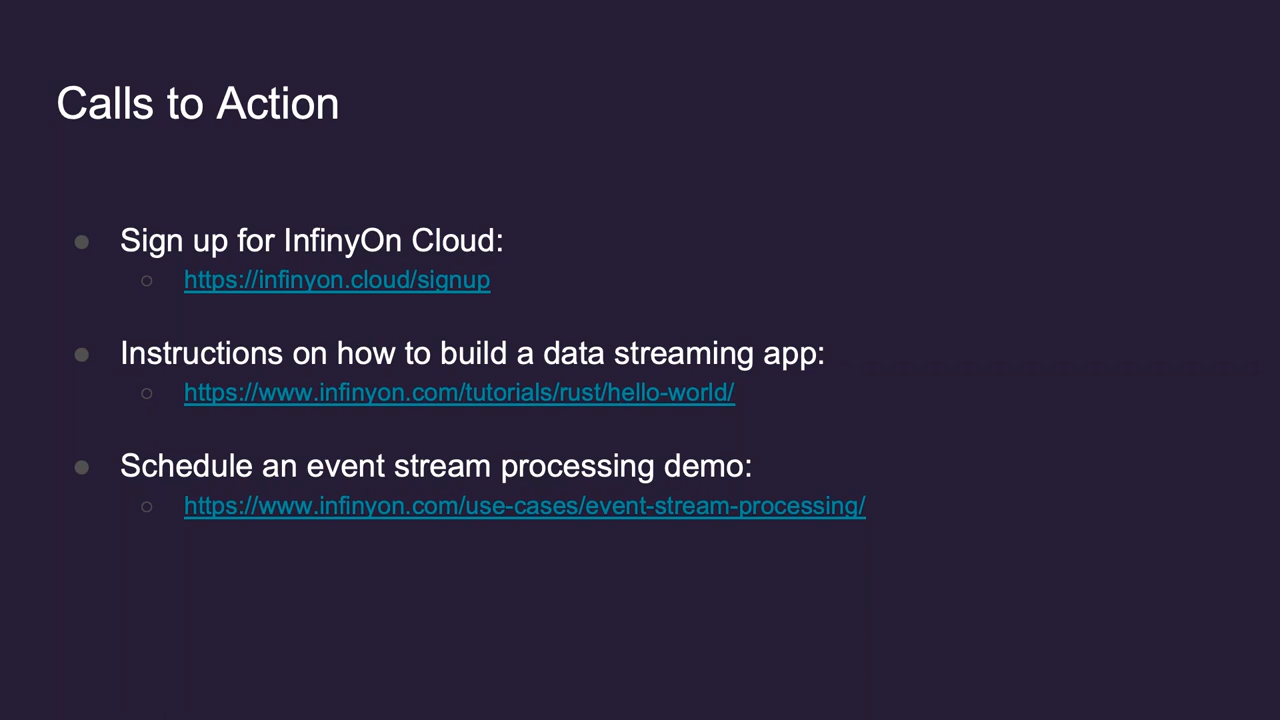 Calls to Action
● Sign up for InfinyOn Cloud:
○ https://infinyon.cloud/signup
● Instructions on how to build a data streaming app:
○ https://www.infinyon.com/tutorials/rust/hello-world/
● Schedule an event stream processing demo:
○ https://www.infinyon.com/use-cases/event-stream-processing/